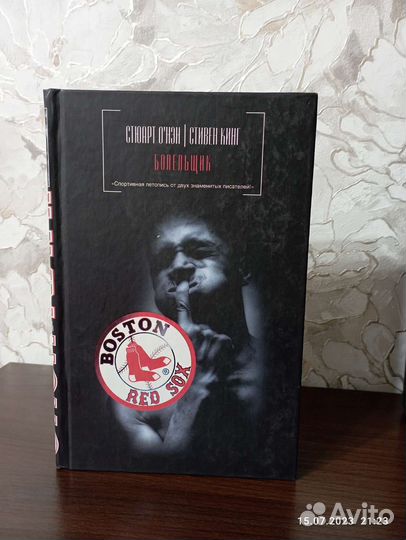 СТЮАРТ О'НЭН | СТИВЕН КИНГ
БОЛЕЛЬЩИК
«Спортивная летопись от двух знаменитых писателей!»
BOSTON
RED SOX
®
15.07.2023 21:23
Avito